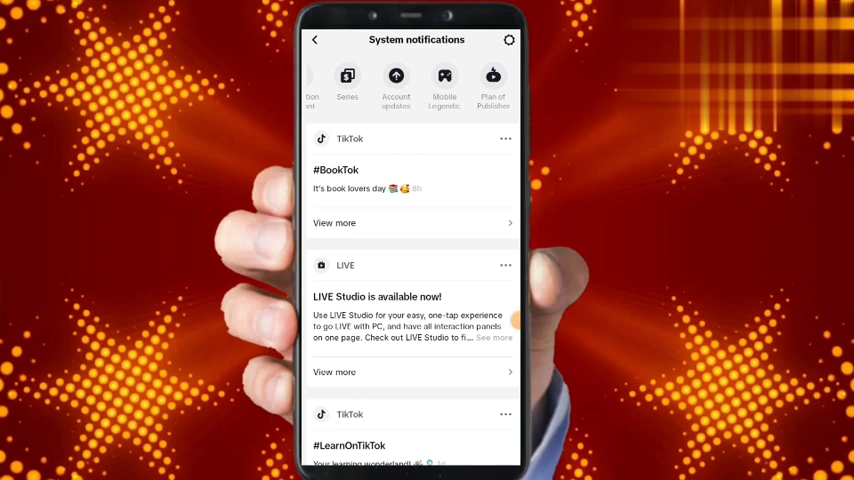 System notifications
Series
Account
updates
Mobile
Legends:
Plan of
Publisher
TikTok
#BookTok
It's book lovers day 📚🥰 8h
View more
LIVE
LIVE Studio is available now!
Use LIVE Studio for your easy, one-tap experience
to go LIVE with PC, and have all interaction panels
on one page. Check out LIVE Studio to fi... See more
View more
TikTok
#LearnOnTikTok
Your learning wonderland!